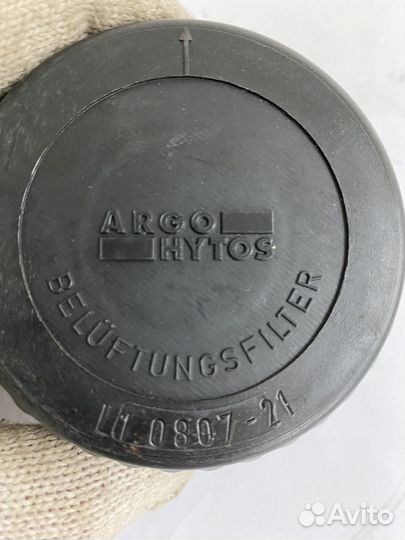 ARGO
HYTOS
BELÜFTUNGSFILTER
L1.0807-21
Avito